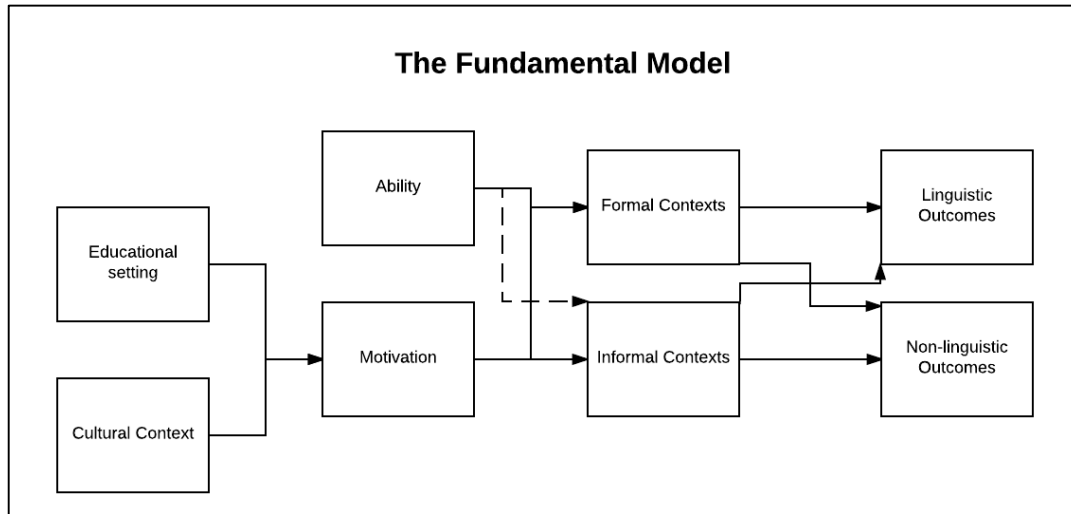 The Fundamental Model
Ability
Formal Contexts
Linguistic
Outcomes
Educational
setting
Motivation
Informal Contexts
Non-linguistic
Outcomes
Cultural Context